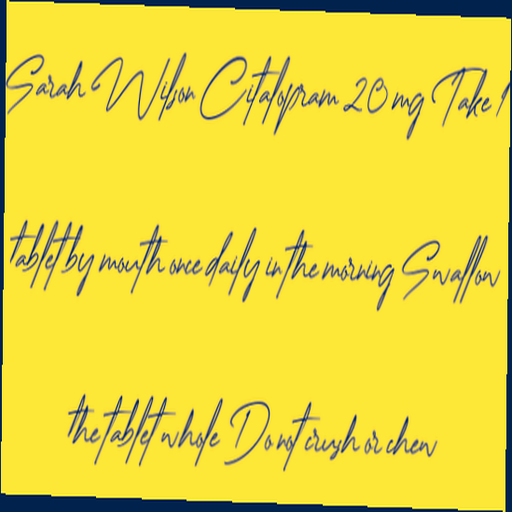 Sarah Wilson Citalopram 20 mg Take 1
tablet by mouth once daily in the morning Swallow
the tablet whole Do not crush or chew